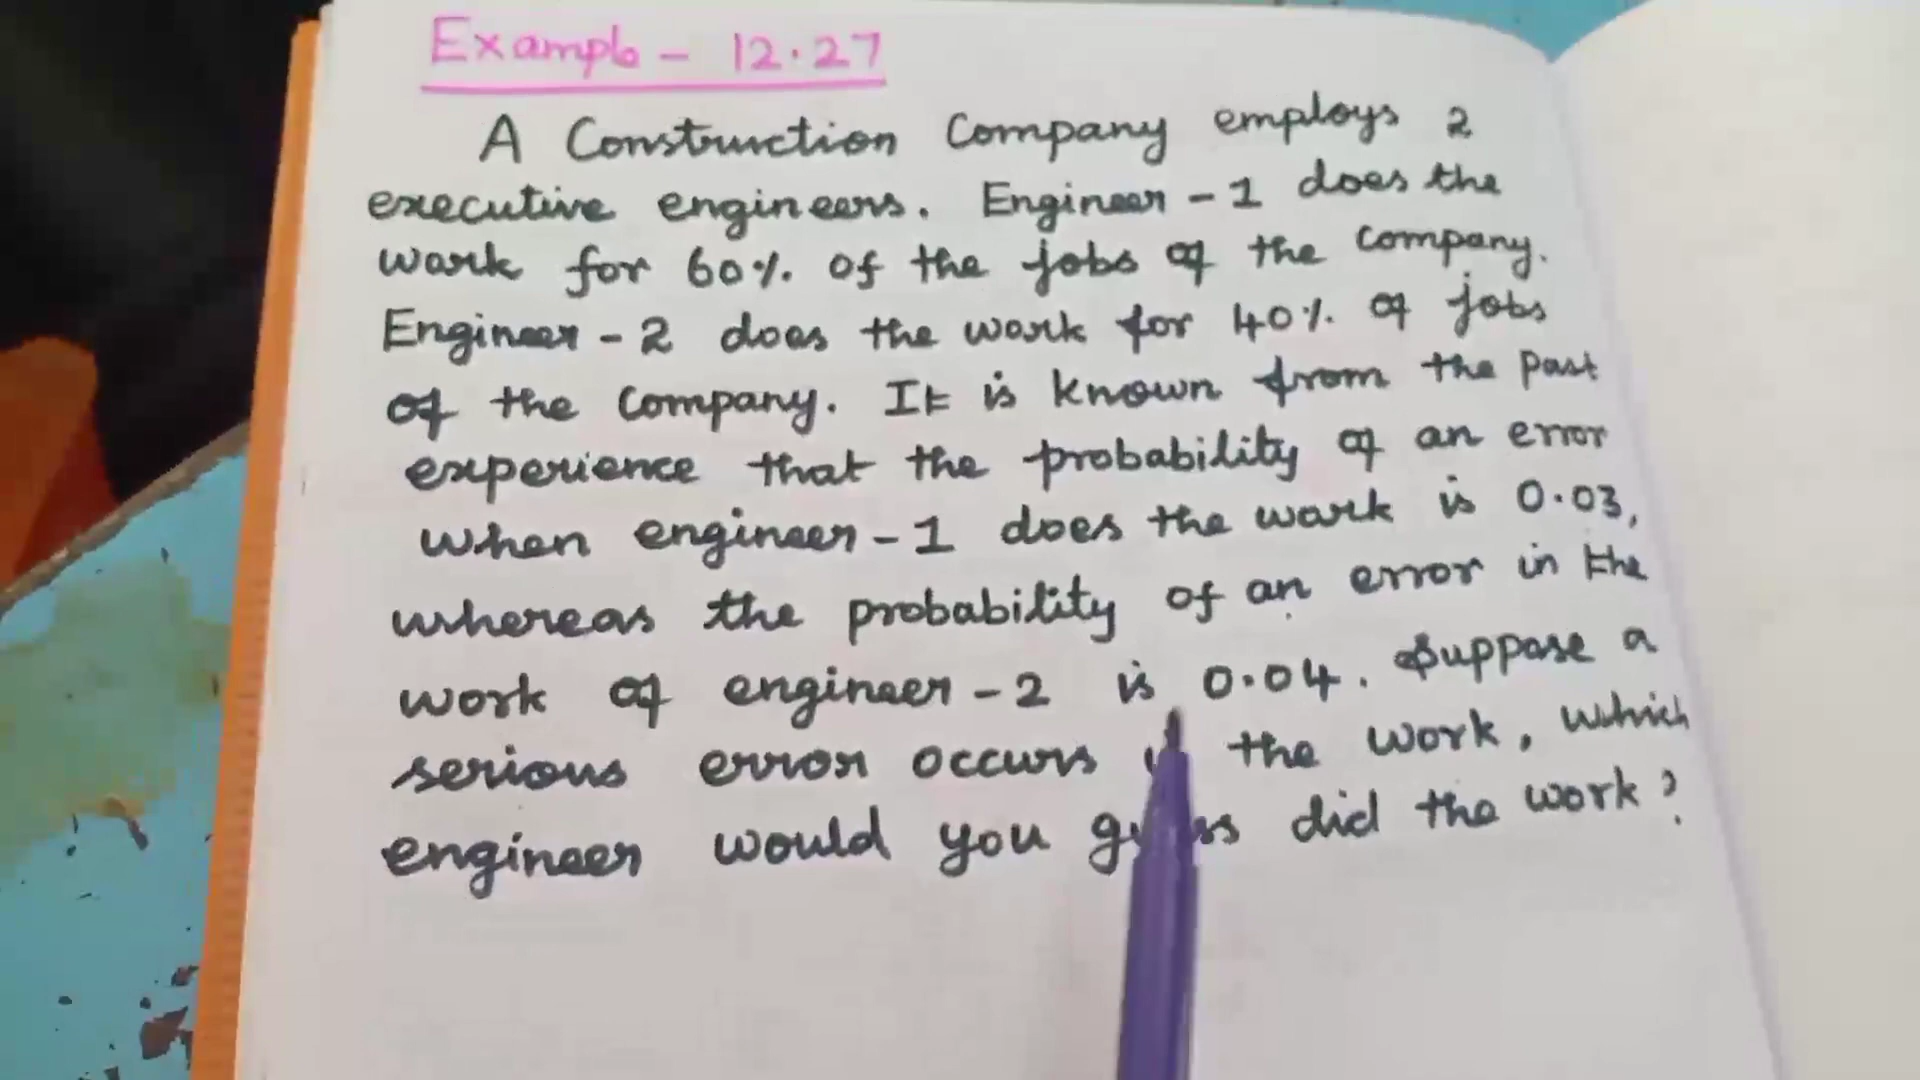 Example - 12.27
A Construction Company employs 2
executive engineers. Engineer - 1 does the
work for 60%. of the jobs of the company.
Engineer - 2 does the work for 40%. of jobs
of the company. It is known from the past
experience that the probability of an error
when engineer - 1 does the work is 0.03,
whereas the probability of an error in the
work of engineer - 2 is 0.04. Suppose a
serious error occurs the work, which
engineer would you guess did the work?